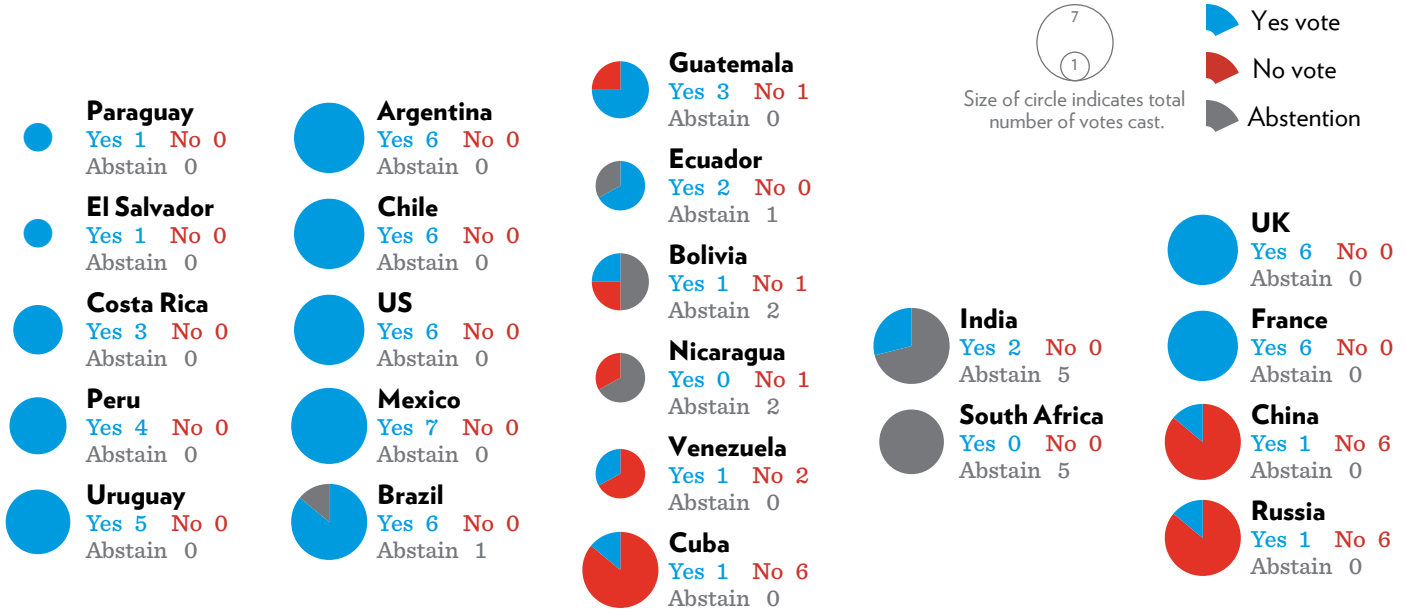 Paraguay
Yes 1 No 0
Abstain 0
El Salvador
Yes 1 No 0
Abstain 0
Costa Rica
Yes 3 No 0
Abstain 0
Peru
Yes 4 No 0
Abstain 0
Uruguay
Yes 5 No 0
Abstain 0
Argentina
Yes 6 No 0
Abstain 0
Chile
Yes 6 No 0
Abstain 0
US
Yes 6 No 0
Abstain 0
Mexico
Yes 7 No 0
Abstain 0
Brazil
Yes 6 No 0
Abstain 1
Guatemala
Yes 3 No 1
Abstain 0
Ecuador
Yes 2 No 0
Abstain 1
Bolivia
Yes 1 No 1
Abstain 2
Nicaragua
Yes 0 No 1
Abstain 2
Venezuela
Yes 1 No 2
Abstain 0
Cuba
Yes 1 No 6
Abstain 0
7
1
Size of circle indicates total
number of votes cast.
Yes vote
No vote
Abstention
India
Yes 2 No 0
Abstain 5
South Africa
Yes 0 No 0
Abstain 5
UK
Yes 6 No 0
Abstain 0
France
Yes 6 No 0
Abstain 0
China
Yes 1 No 6
Abstain 0
Russia
Yes 1 No 6
Abstain 0